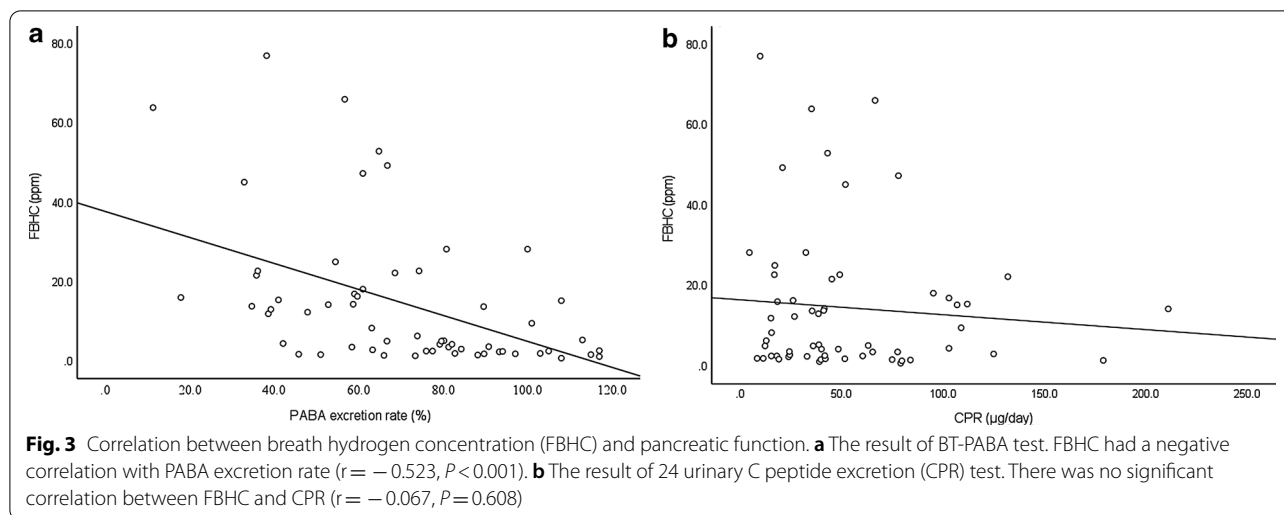 a
80.0
60.0
40.0
20.0
.0
FBHC (ppm)
.0 20.0 40.0 60.0 80.0 100.0 120.0
PABA excretion rate (%)
b
80.0
60.0
40.0
20.0
.0
FBHC (ppm)
.0 50.0 100.0 150.0 200.0 250.0
CPR (µg/day)
Fig. 3 Correlation between breath hydrogen concentration (FBHC) and pancreatic function. a The result of BT-PABA test. FBHC had a negative
correlation with PABA excretion rate (r = − 0.523, P < 0.001). b The result of 24 urinary C peptide excretion (CPR) test. There was no significant
correlation between FBHC and CPR (r = − 0.067, P = 0.608)